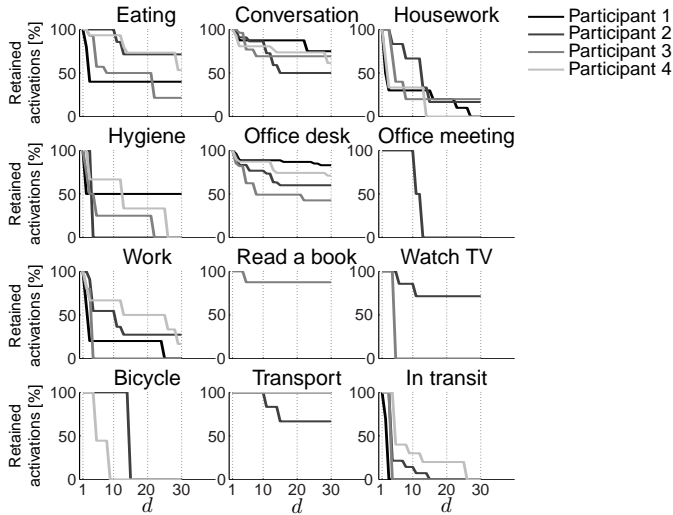 Eating Conversation Housework
Participant 1
Participant 2
Participant 3
Participant 4
Retained activations [%]
100
50
0
100
50
0
100
50
0
Hygiene Office desk Office meeting
Retained activations [%]
100
50
0
100
50
0
100
50
0
Work Read a book Watch TV
Retained activations [%]
100
50
0
100
50
0
100
50
0
Bicycle Transport In transit
Retained activations [%]
100
50
0
100
50
0
100
50
0
1 10 30 1 10 30 1 10 30
d d d